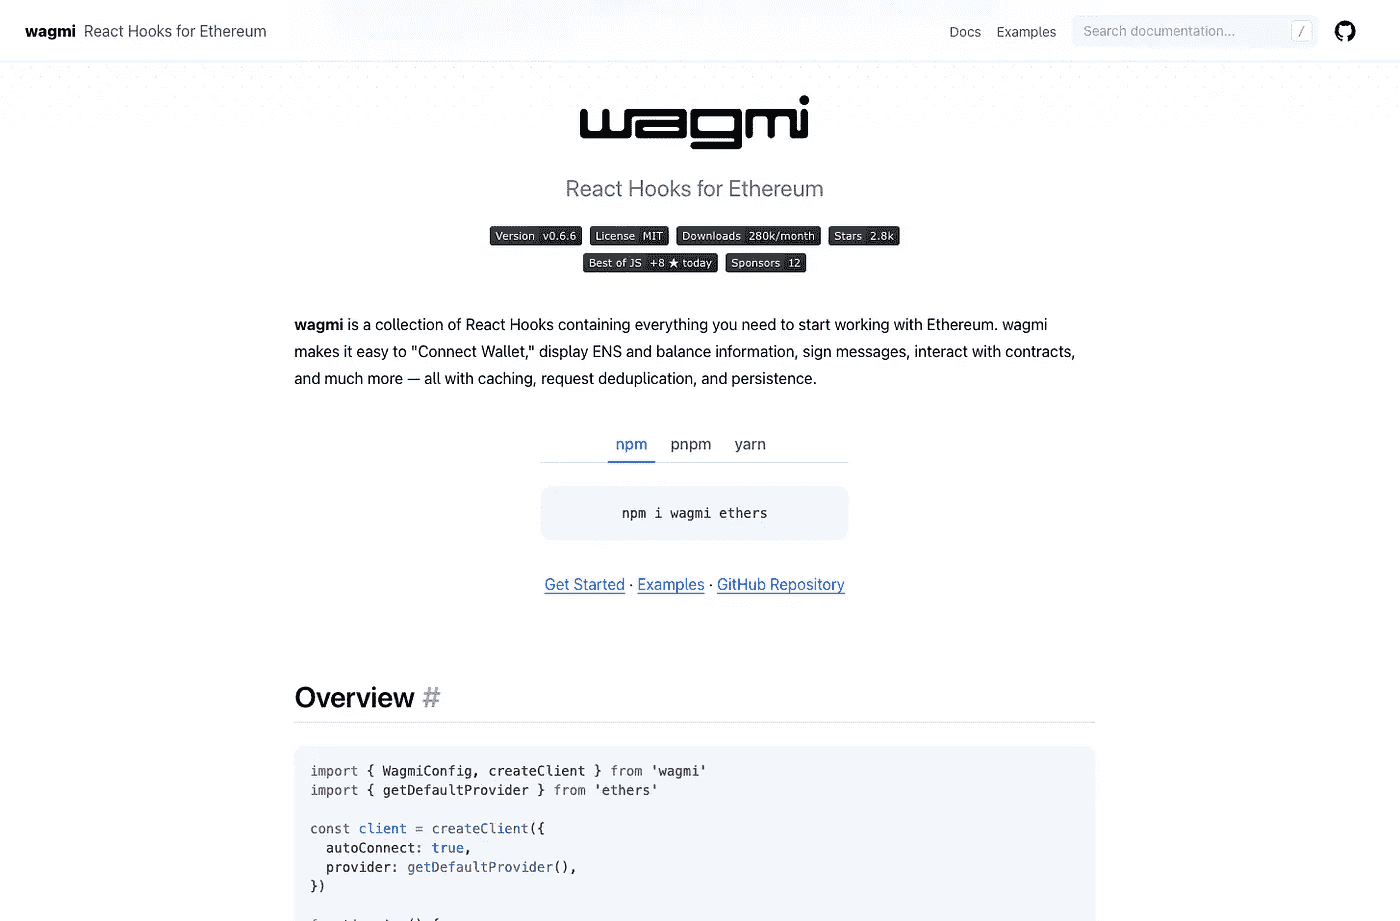 wagmi React Hooks for Ethereum Docs Examples Search documentation... /
wagmi
React Hooks for Ethereum
Version v0.6.6 License MIT Downloads 280k/month Stars 2.8k
Best of JS +8 ★ today Sponsors 12
wagmi is a collection of React Hooks containing everything you need to start working with Ethereum. wagmi
makes it easy to "Connect Wallet," display ENS and balance information, sign messages, interact with contracts,
and much more — all with caching, request deduplication, and persistence.
npm pnpm yarn
npm i wagmi ethers
Get Started · Examples · GitHub Repository
Overview #
import { WagmiConfig, createClient } from 'wagmi'
import { getDefaultProvider } from 'ethers'
const client = createClient({
autoConnect: true,
provider: getDefaultProvider(),
})